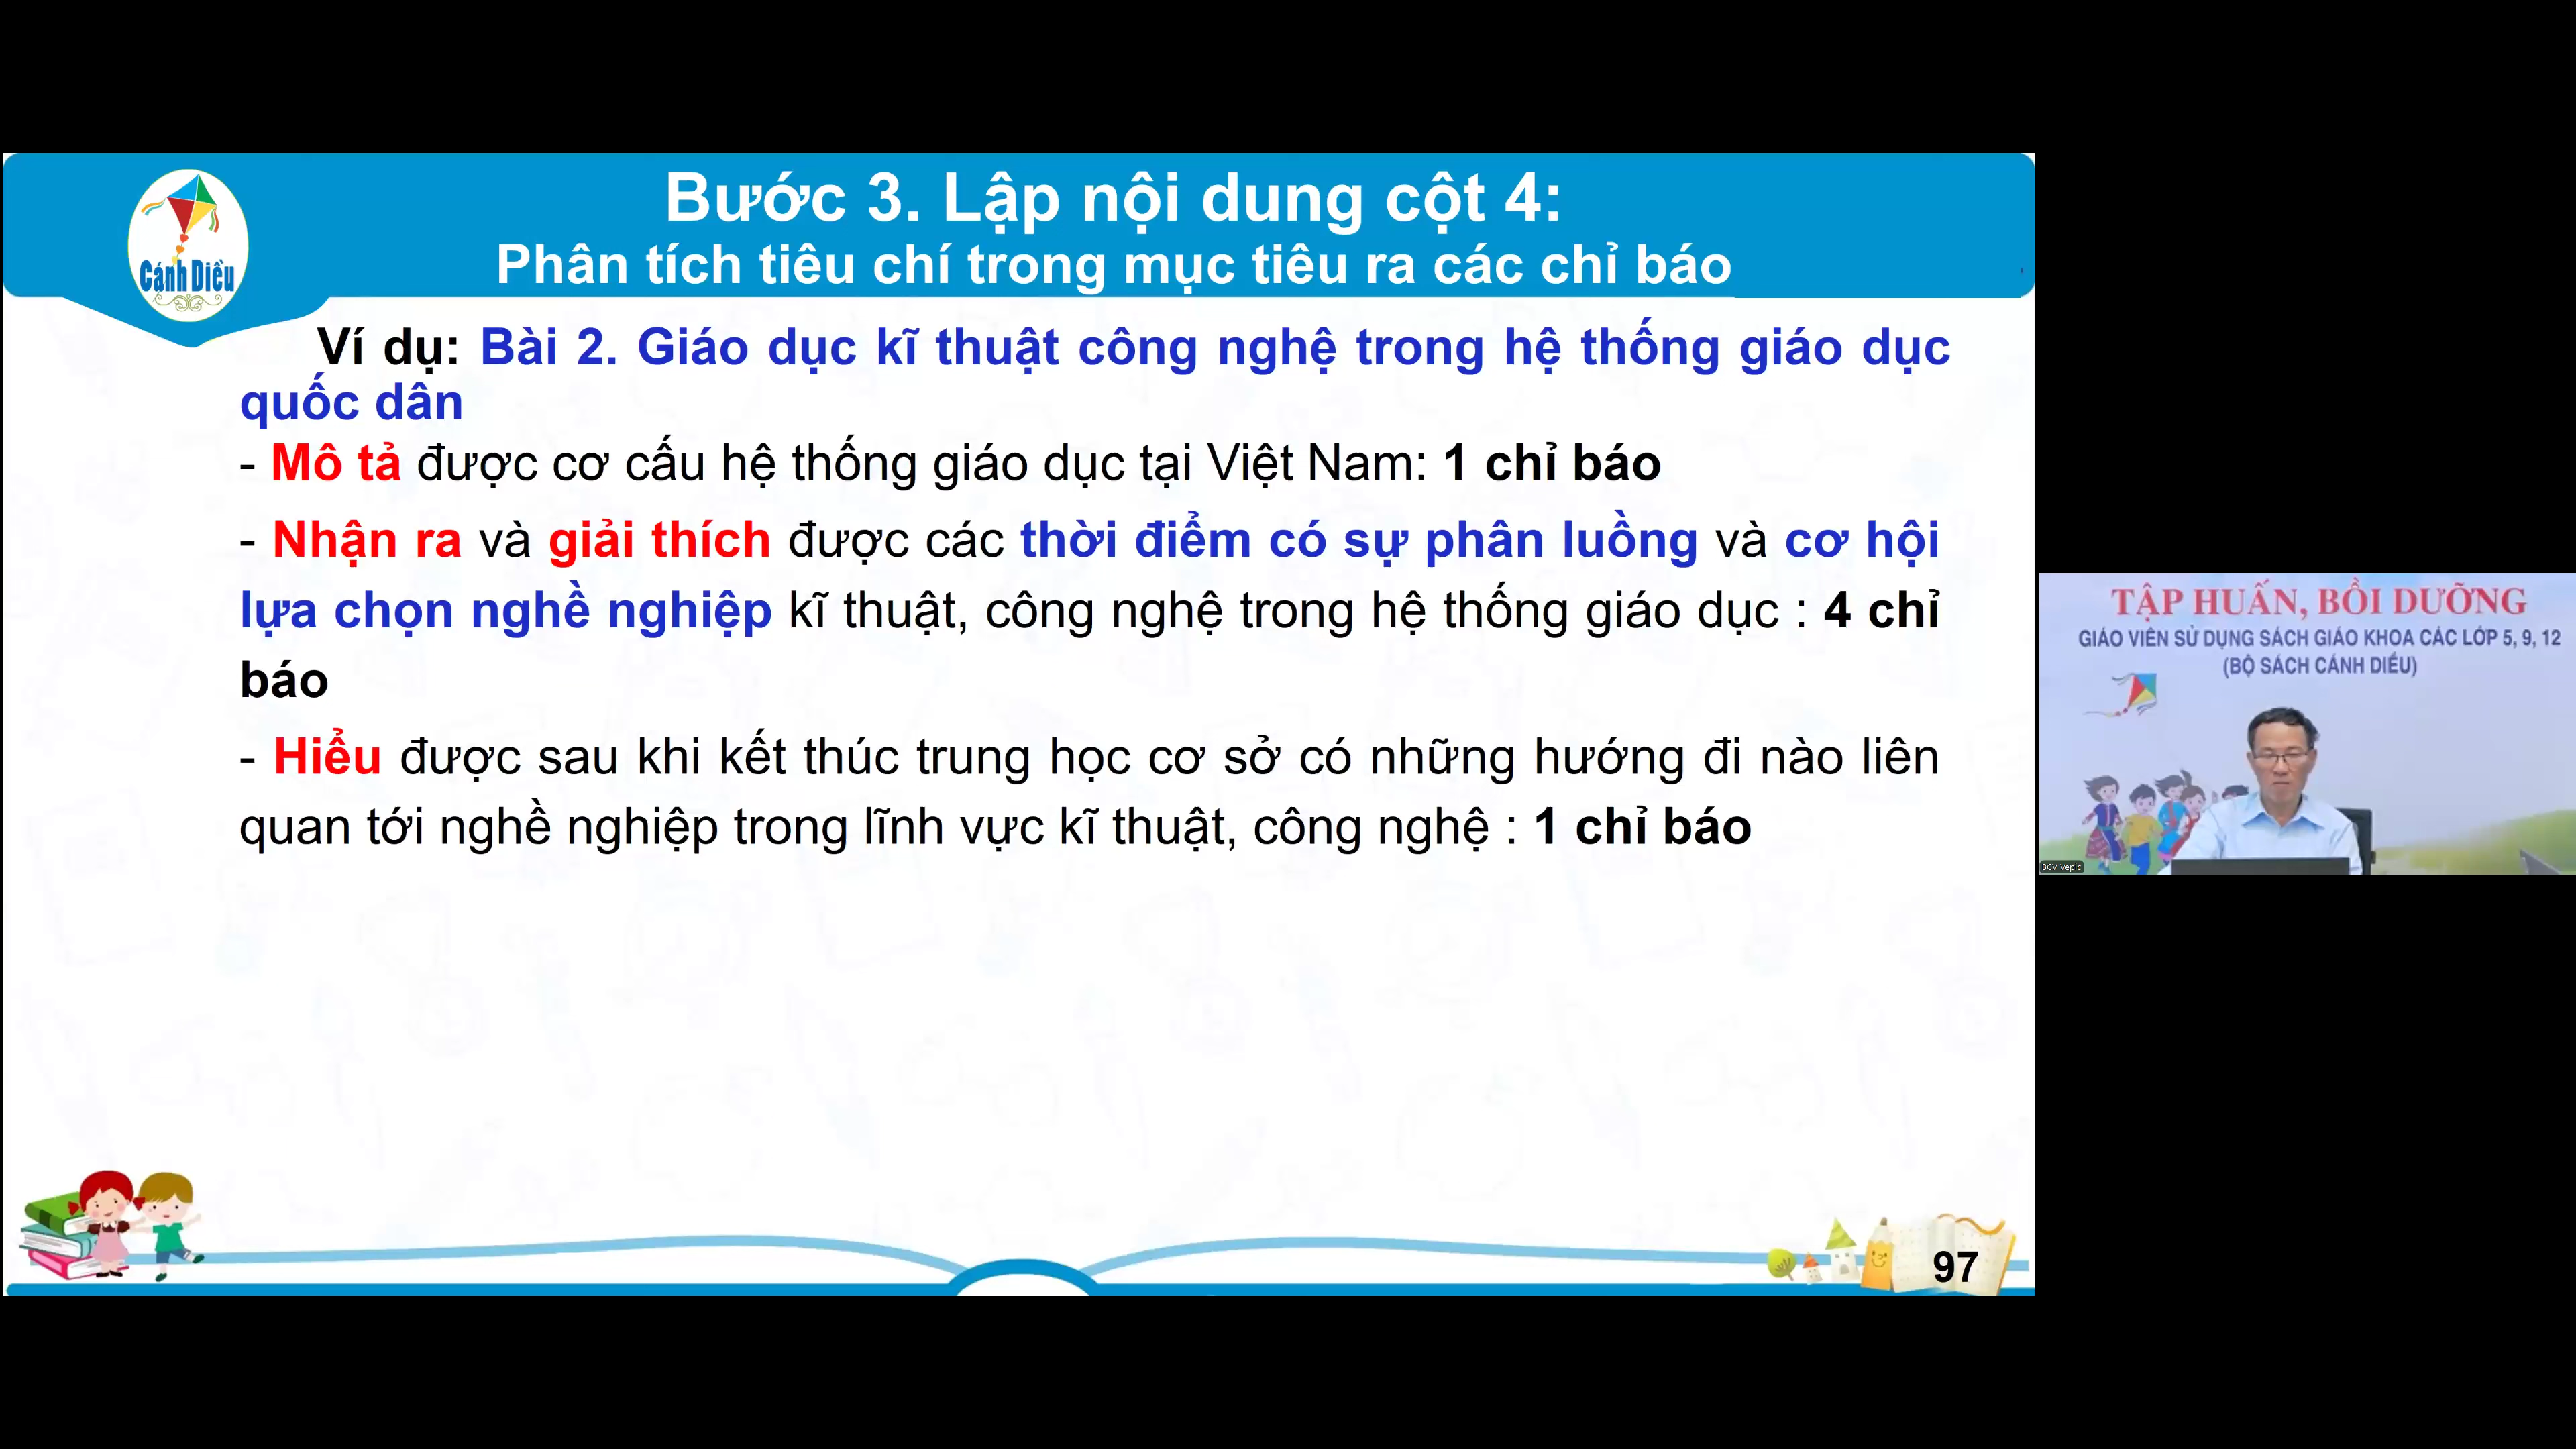 Bước 3. Lập nội dung cột 4:
Phân tích tiêu chí trong mục tiêu ra các chỉ báo
Cánh Diều
Ví dụ: Bài 2. Giáo dục kĩ thuật công nghệ trong hệ thống giáo dục
quốc dân
- Mô tả được cơ cấu hệ thống giáo dục tại Việt Nam: 1 chỉ báo
- Nhận ra và giải thích được các thời điểm có sự phân luồng và cơ hội
lựa chọn nghề nghiệp kĩ thuật, công nghệ trong hệ thống giáo dục : 4 chỉ
báo
- Hiểu được sau khi kết thúc trung học cơ sở có những hướng đi nào liên
quan tới nghề nghiệp trong lĩnh vực kĩ thuật, công nghệ : 1 chỉ báo
97
TẬP HUẤN, BỒI DƯỠNG
GIÁO VIÊN SỬ DỤNG SÁCH GIÁO KHOA CÁC LỚP 5, 9, 12
(BỘ SÁCH CÁNH DIỀU)
BCV Vepic